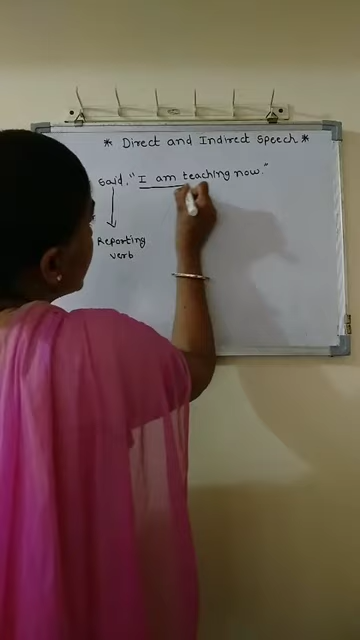 * Direct and Indirect Speech *
said, "I am teaching now."
Reporting
verb